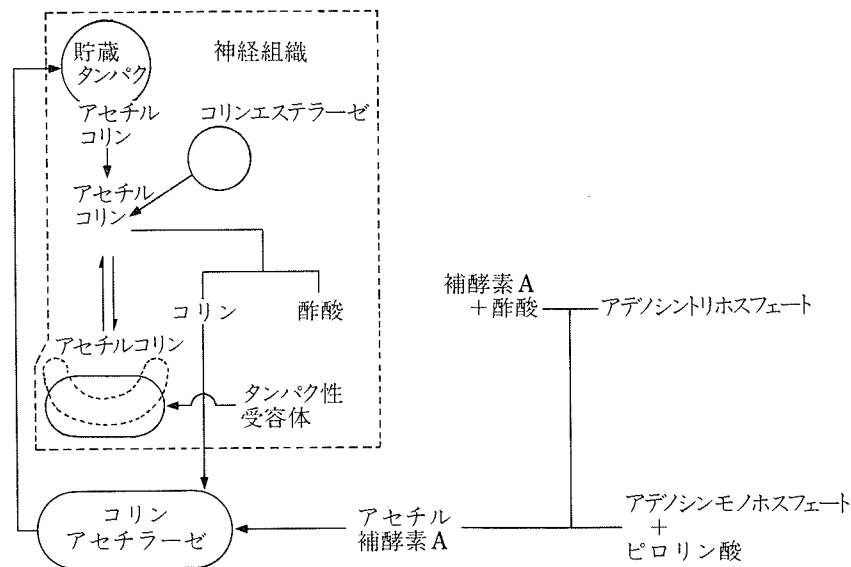 貯蔵
タンパク
神経組織
アセチル
コリン
コリンエステラーゼ
アセチル
コリン
コリン
酢酸
補酵素A
+酢酸
アデノシントリホスフェート
アセチルコリン
タンパク性
受容体
コリン
アセチラーゼ
アセチル
補酵素A
アデノシンモノホスフェート
+
ピロリン酸